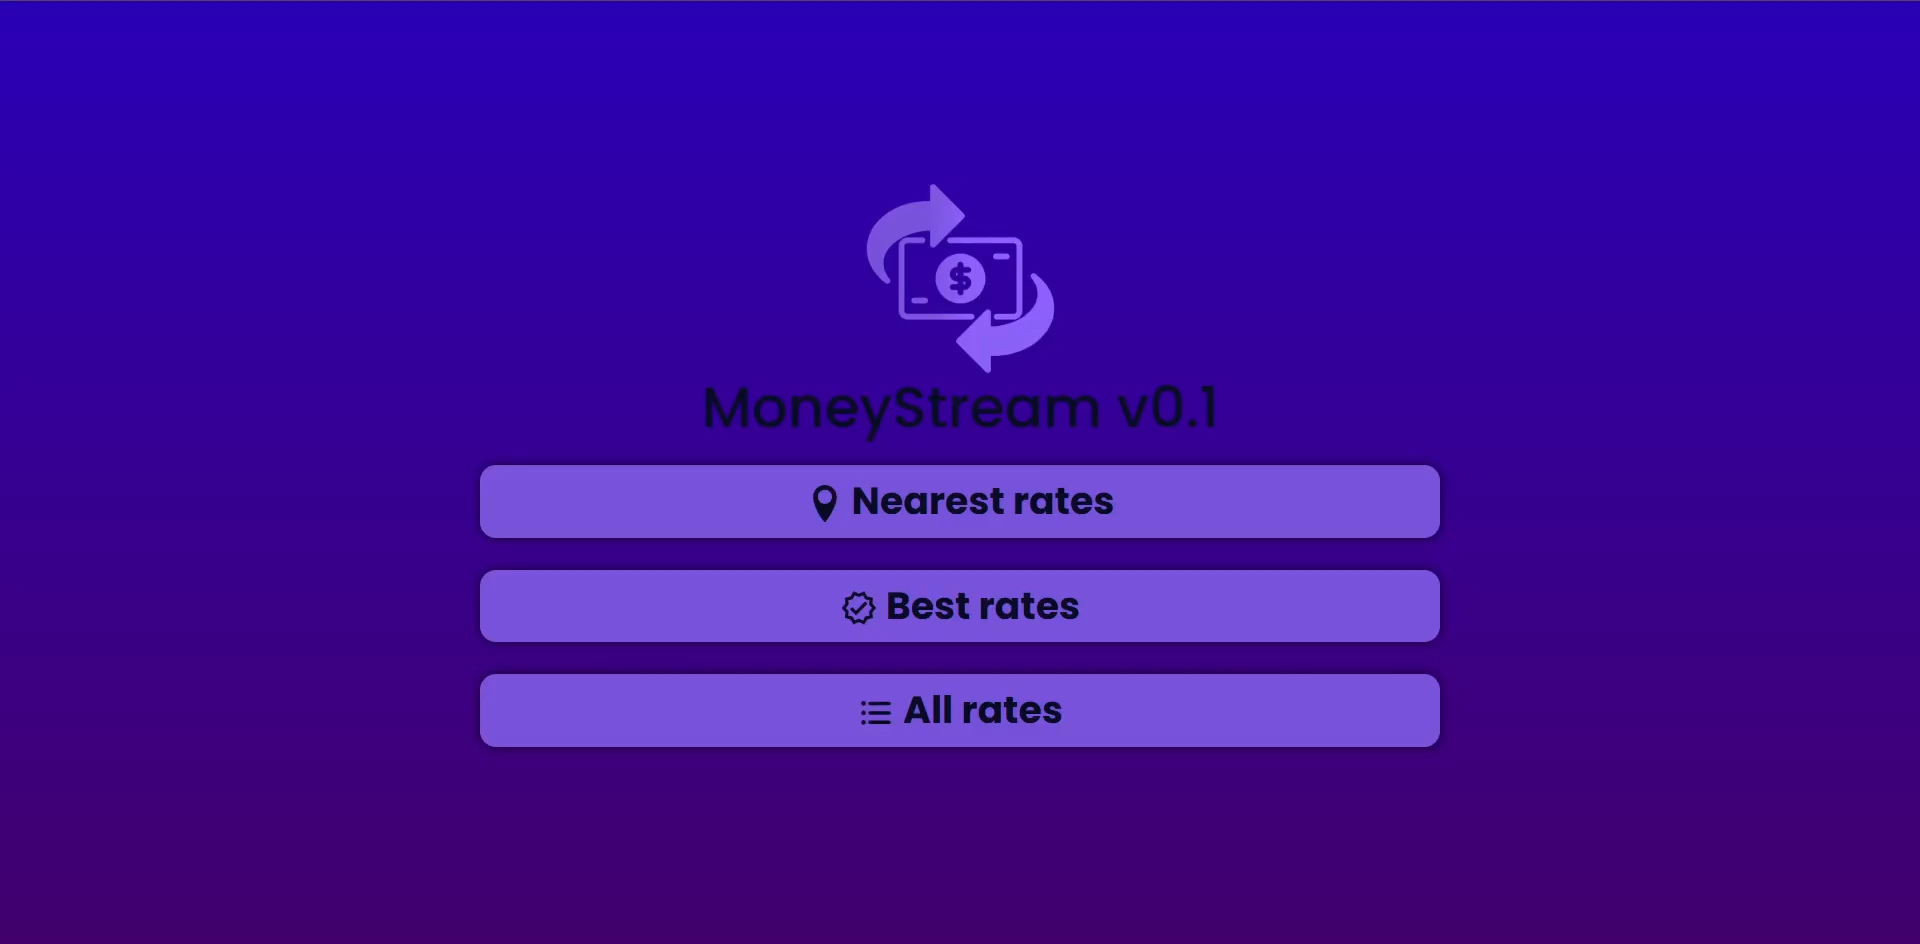 $
MoneyStream v0.1
Nearest rates
Best rates
All rates